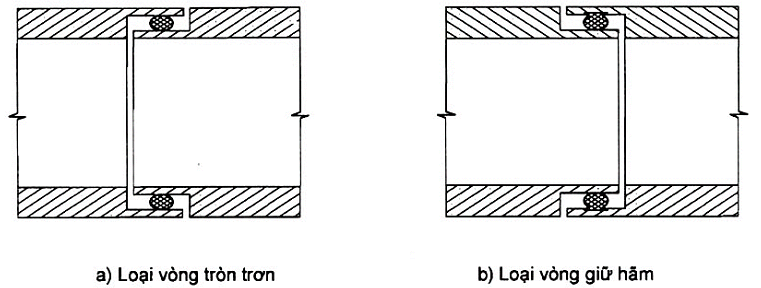 a) Loại vòng tròn trơn
b) Loại vòng giữ hãm